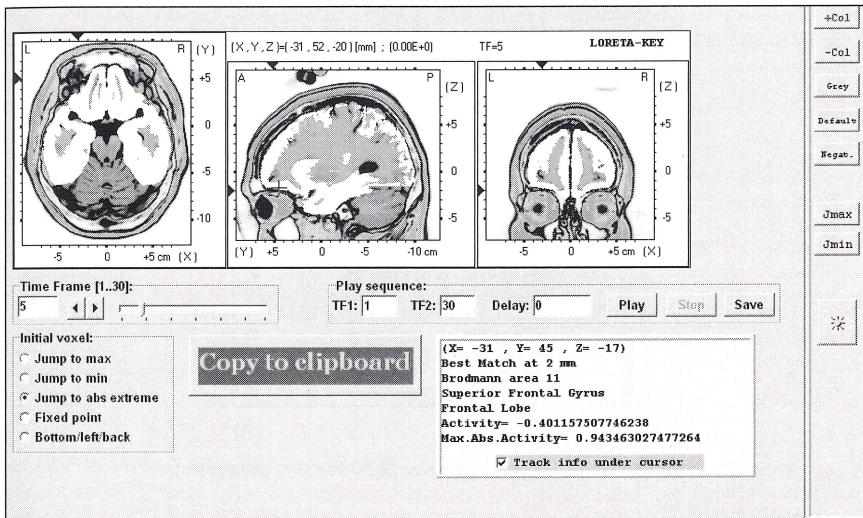 (X,Y,Z)=(-31 , 52 , -20) [mm] ; (0.00E+0) TF=5 LORETA-KEY
L R (Y)
+5
0
-5
-10
-5 0 +5 cm (X)
A P (Z)
+5
0
-5
(Y) +5 0 -5 -10 cm
L R (Z)
+5
0
-5
-5 0 +5 cm (X)
+Col
-Col
Grey
Default
Negat.
Jmax
Jmin
Time Frame [1..30]:
5
Play sequence:
TF1: 1 TF2: 30 Delay: 0 Play Stop Save
Initial voxel:
Jump to max
Jump to min
Jump to abs extreme
Fixed point
Bottom/left/back
Copy to clipboard
(X= -31 , Y= 45 , Z= -17)
Best Match at 2 mm
Brodmann area 11
Superior Frontal Gyrus
Frontal Lobe
Activity= -0.401157507746238
Max.Abs.Activity= 0.943463027477264
Track info under cursor